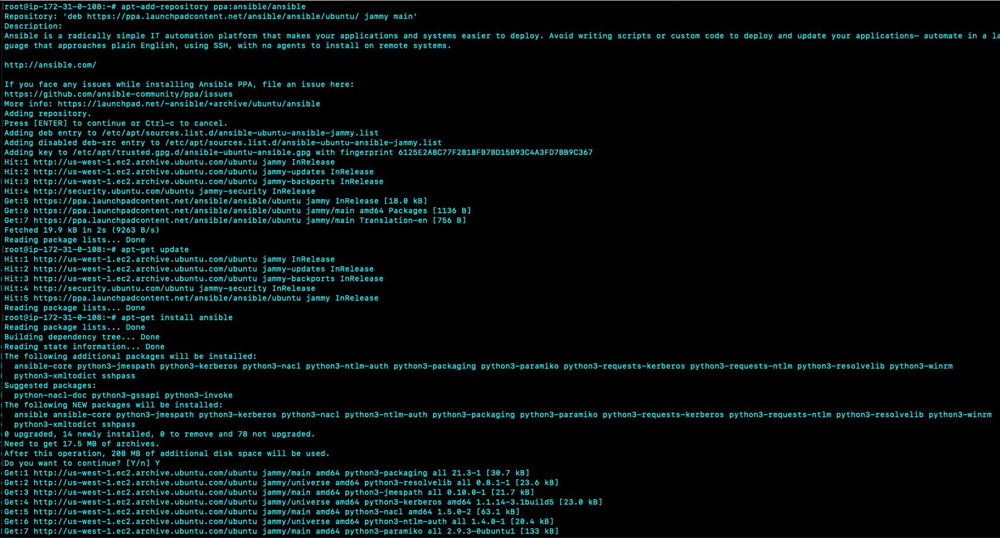 root@ip-172-31-0-108:~# apt-add-repository ppa:ansible/ansible
Repository: 'deb https://ppa.launchpadcontent.net/ansible/ansible/ubuntu/ jammy main'
Description:
Ansible is a radically simple IT automation platform that makes your applications and systems easier to deploy. Avoid writing scripts or custom code to deploy and update your applications— automate in a la
guage that approaches plain English, using SSH, with no agents to install on remote systems.
http://ansible.com/
If you face any issues while installing Ansible PPA, file an issue here:
https://github.com/ansible-community/ppa/issues
More info: https://launchpad.net/~ansible/+archive/ubuntu/ansible
Adding repository.
Press [ENTER] to continue or Ctrl-c to cancel.
Adding deb entry to /etc/apt/sources.list.d/ansible-ubuntu-ansible-jammy.list
Adding disabled deb-src entry to /etc/apt/sources.list.d/ansible-ubuntu-ansible-jammy.list
Adding key to /etc/apt/trusted.gpg.d/ansible-ubuntu-ansible.gpg with fingerprint 6125E2A8C77F2818FB7BD15B93C4A3FD7BB9C367
Hit:1 http://us-west-1.ec2.archive.ubuntu.com/ubuntu jammy InRelease
Hit:2 http://us-west-1.ec2.archive.ubuntu.com/ubuntu jammy-updates InRelease
Hit:3 http://us-west-1.ec2.archive.ubuntu.com/ubuntu jammy-backports InRelease
Hit:4 http://security.ubuntu.com/ubuntu jammy-security InRelease
Get:5 https://ppa.launchpadcontent.net/ansible/ansible/ubuntu jammy InRelease [18.0 kB]
Get:6 https://ppa.launchpadcontent.net/ansible/ansible/ubuntu jammy/main amd64 Packages [1136 B]
Get:7 https://ppa.launchpadcontent.net/ansible/ansible/ubuntu jammy/main Translation-en [756 B]
Fetched 19.9 kB in 2s (9263 B/s)
Reading package lists... Done
root@ip-172-31-0-108:~# apt-get update
Hit:1 http://us-west-1.ec2.archive.ubuntu.com/ubuntu jammy InRelease
Hit:2 http://us-west-1.ec2.archive.ubuntu.com/ubuntu jammy-updates InRelease
Hit:3 http://us-west-1.ec2.archive.ubuntu.com/ubuntu jammy-backports InRelease
Hit:4 http://security.ubuntu.com/ubuntu jammy-security InRelease
Hit:5 https://ppa.launchpadcontent.net/ansible/ansible/ubuntu jammy InRelease
Reading package lists... Done
root@ip-172-31-0-108:~# apt-get install ansible
Reading package lists... Done
Building dependency tree... Done
Reading state information... Done
The following additional packages will be installed:
ansible-core python3-jmespath python3-kerberos python3-nacl python3-ntlm-auth python3-packaging python3-paramiko python3-requests-kerberos python3-requests-ntlm python3-resolvelib python3-winrm
python3-xmltodict sshpass
Suggested packages:
python-nacl-doc python3-gssapi python3-invoke
The following NEW packages will be installed:
ansible ansible-core python3-jmespath python3-kerberos python3-nacl python3-ntlm-auth python3-packaging python3-paramiko python3-requests-kerberos python3-requests-ntlm python3-resolvelib python3-winrm
python3-xmltodict sshpass
0 upgraded, 14 newly installed, 0 to remove and 78 not upgraded.
Need to get 17.5 MB of archives.
After this operation, 208 MB of additional disk space will be used.
Do you want to continue? [Y/n] Y
Get:1 http://us-west-1.ec2.archive.ubuntu.com/ubuntu jammy/main amd64 python3-packaging all 21.3-1 [30.7 kB]
Get:2 http://us-west-1.ec2.archive.ubuntu.com/ubuntu jammy/universe amd64 python3-resolvelib all 0.8.1-1 [23.6 kB]
Get:3 http://us-west-1.ec2.archive.ubuntu.com/ubuntu jammy/main amd64 python3-jmespath all 0.10.0-1 [21.7 kB]
Get:4 http://us-west-1.ec2.archive.ubuntu.com/ubuntu jammy/universe amd64 python3-kerberos amd64 1.1.14-3.1build5 [23.0 kB]
Get:5 http://us-west-1.ec2.archive.ubuntu.com/ubuntu jammy/main amd64 python3-nacl amd64 1.5.0-2 [63.1 kB]
Get:6 http://us-west-1.ec2.archive.ubuntu.com/ubuntu jammy/universe amd64 python3-ntlm-auth all 1.4.0-1 [20.4 kB]
Get:7 http://us-west-1.ec2.archive.ubuntu.com/ubuntu jammy/main amd64 python3-paramiko all 2.9.3-0ubuntu1 [133 kB]